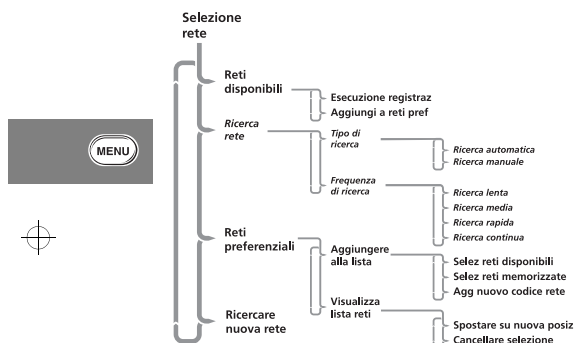 Selezione
rete
Reti
disponibili
Esecuzione registraz
Aggiungi a reti pref
Ricerca
rete
Tipo di
ricerca
Ricerca automatica
Ricerca manuale
Frequenza
di ricerca
Ricerca lenta
Ricerca media
Ricerca rapida
Ricerca continua
MENU
Reti
preferenziali
Aggiungere
alla lista
Selez reti disponibili
Selez reti memorizzate
Agg nuovo codice rete
Visualizza
lista reti
Spostare su nuova posiz
Cancellare selezione
Ricercare
nuova rete